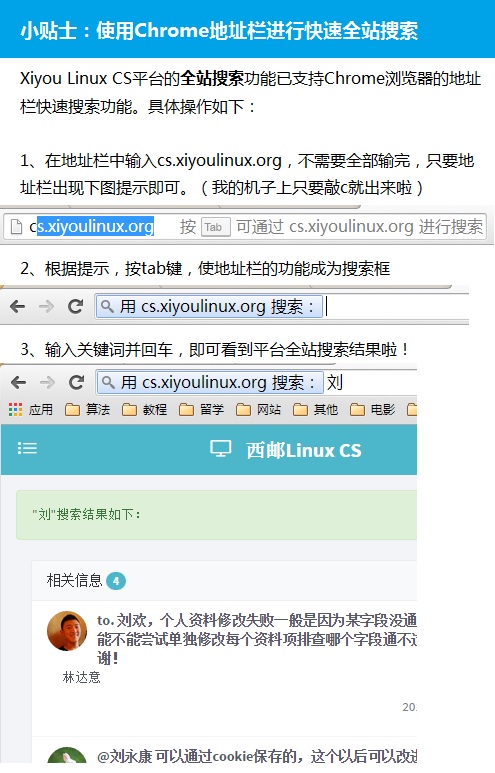 小贴士：使用Chrome地址栏进行快速全站搜索
Xiyou Linux CS平台的全站搜索功能已支持Chrome浏览器的地址
栏快速搜索功能。具体操作如下：
1、在地址栏中输入cs.xiyoulinux.org，不需要全部输完，只要地
址栏出现下图提示即可。（我的机子上只要敲c就出来啦）
cs.xiyoulinux.org 按 Tab 可通过 cs.xiyoulinux.org 进行搜索
2、根据提示，按tab键，使地址栏的功能成为搜索框
用 cs.xiyoulinux.org 搜索：
3、输入关键词并回车，即可看到平台全站搜索结果啦！
用 cs.xiyoulinux.org 搜索： 刘
应用 算法 教程 留学 网站 其他 电影
西邮Linux CS
"刘"搜索结果如下：
相关信息 4
to. 刘欢，个人资料修改失败一般是因为某字段没通
能不能尝试单独修改每个资料项排查哪个字段通不过
谢！
林达意
20
@刘永康 可以通过cookie保存的，这个以后可以改进